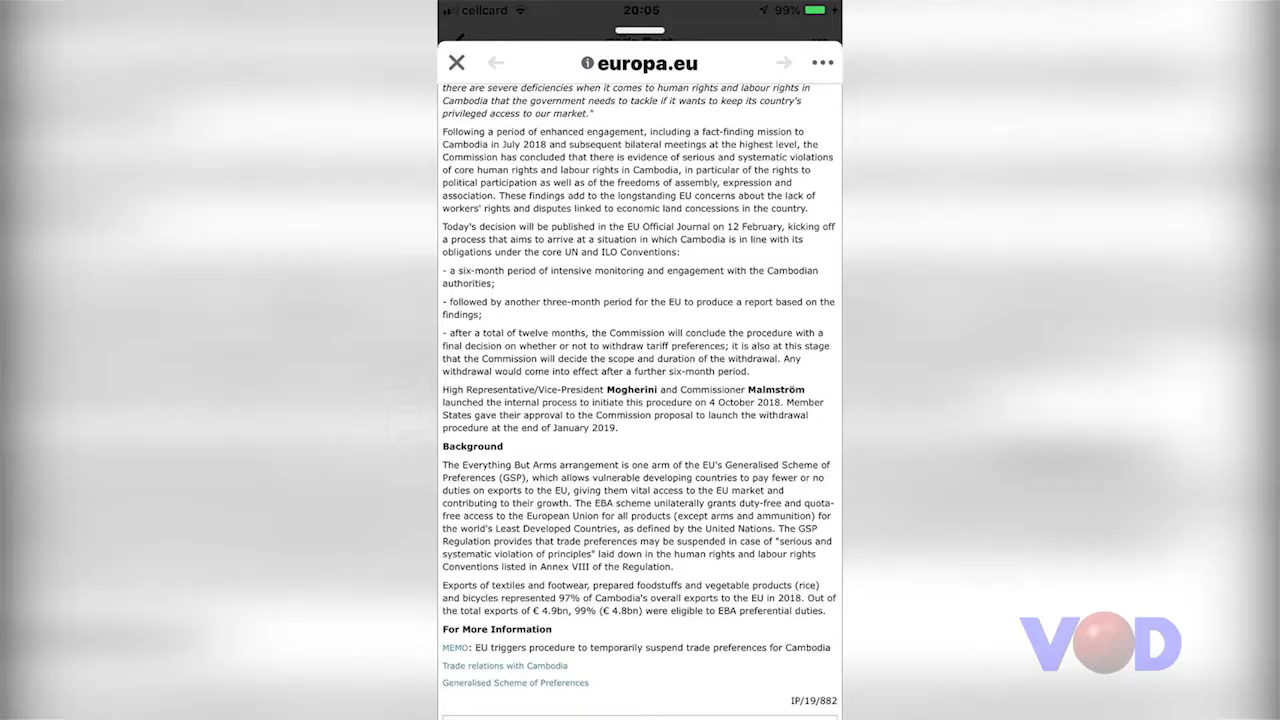 cellcard
20:05
99%
europa.eu
there are severe deficiencies when it comes to human rights and labour rights in
Cambodia that the government needs to tackle if it wants to keep its country's
privileged access to our market."
Following a period of enhanced engagement, including a fact-finding mission to
Cambodia in July 2018 and subsequent bilateral meetings at the highest level, the
Commission has concluded that there is evidence of serious and systematic violations
of core human rights and labour rights in Cambodia, in particular of the rights to
political participation as well as of the freedoms of assembly, expression and
association. These findings add to the longstanding EU concerns about the lack of
workers' rights and disputes linked to economic land concessions in the country.
Today's decision will be published in the EU Official Journal on 12 February, kicking off
a process that aims to arrive at a situation in which Cambodia is in line with its
obligations under the core UN and ILO Conventions:
- a six-month period of intensive monitoring and engagement with the Cambodian
authorities;
- followed by another three-month period for the EU to produce a report based on the
findings;
- after a total of twelve months, the Commission will conclude the procedure with a
final decision on whether or not to withdraw tariff preferences; it is also at this stage
that the Commission will decide the scope and duration of the withdrawal. Any
withdrawal would come into effect after a further six-month period.
High Representative/Vice-President Mogherini and Commissioner Malmström
launched the internal process to initiate this procedure on 4 October 2018. Member
States gave their approval to the Commission proposal to launch the withdrawal
procedure at the end of January 2019.
Background
The Everything But Arms arrangement is one arm of the EU's Generalised Scheme of
Preferences (GSP), which allows vulnerable developing countries to pay fewer or no
duties on exports to the EU, giving them vital access to the EU market and
contributing to their growth. The EBA scheme unilaterally grants duty-free and quota-
free access to the European Union for all products (except arms and ammunition) for
the world's Least Developed Countries, as defined by the United Nations. The GSP
Regulation provides that trade preferences may be suspended in case of "serious and
systematic violation of principles" laid down in the human rights and labour rights
Conventions listed in Annex VIII of the Regulation.
Exports of textiles and footwear, prepared foodstuffs and vegetable products (rice)
and bicycles represented 97% of Cambodia's overall exports to the EU in 2018. Out of
the total exports of € 4.9bn, 99% (€ 4.8bn) were eligible to EBA preferential duties.
For More Information
MEMO: EU triggers procedure to temporarily suspend trade preferences for Cambodia
Trade relations with Cambodia
Generalised Scheme of Preferences
IP/19/882
VOD